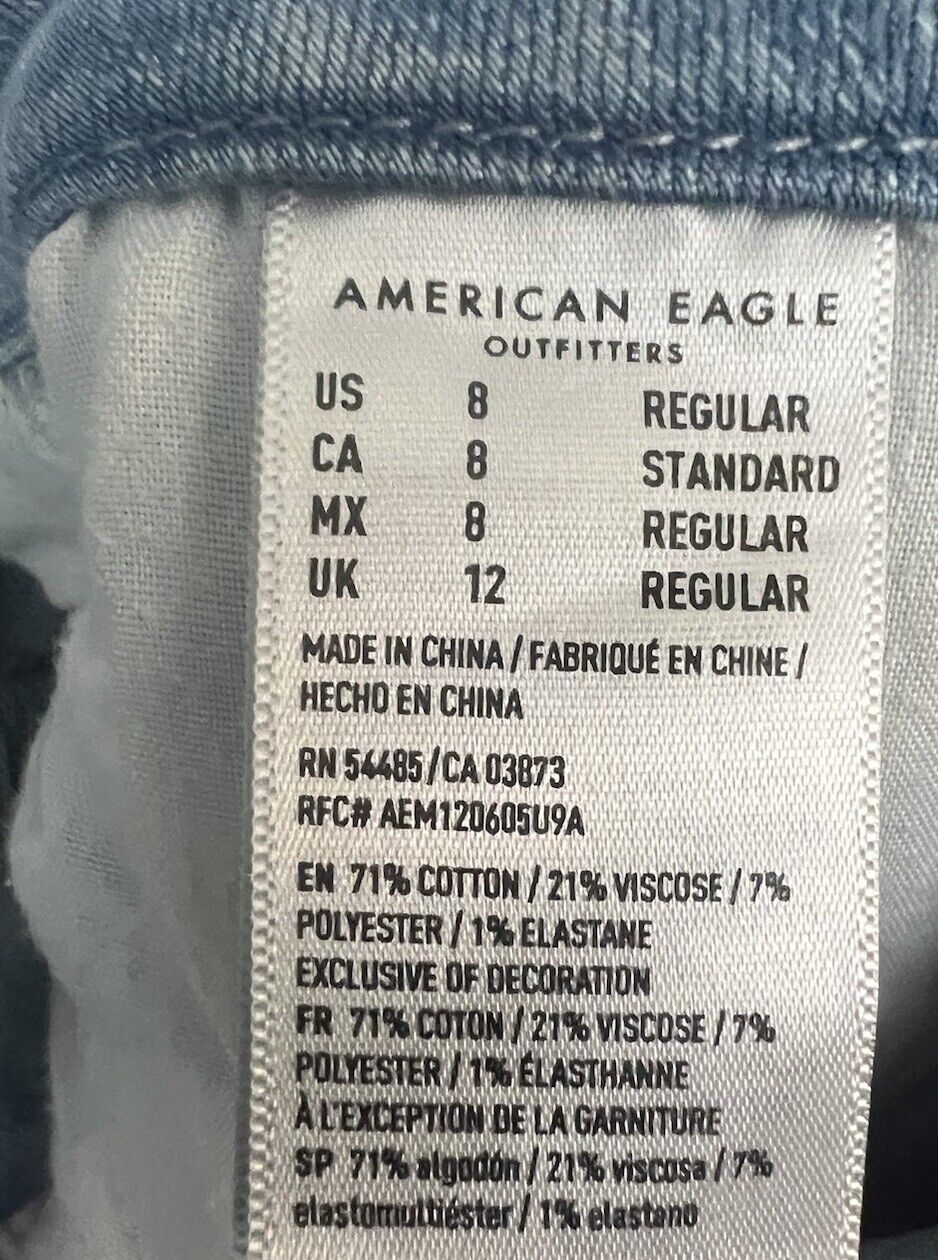 AMERICAN EAGLE
OUTFITTERS
US 8 REGULAR
CA 8 STANDARD
MX 8 REGULAR
UK 12 REGULAR
MADE IN CHINA / FABRIQUÉ EN CHINE /
HECHO EN CHINA
RN 54485/CA 03873
RFC# AEM120605U9A
EN 71% COTTON / 21% VISCOSE / 7%
POLYESTER / 1% ELASTANE
EXCLUSIVE OF DECORATION
FR 71% COTON / 21% VISCOSE / 7%
POLYESTER / 1% ÉLASTHANNE
À L'EXCEPTION DE LA GARNITURE
SP 71% algodón / 21% viscosa / 7%
elastomultiéster / 1% elastano